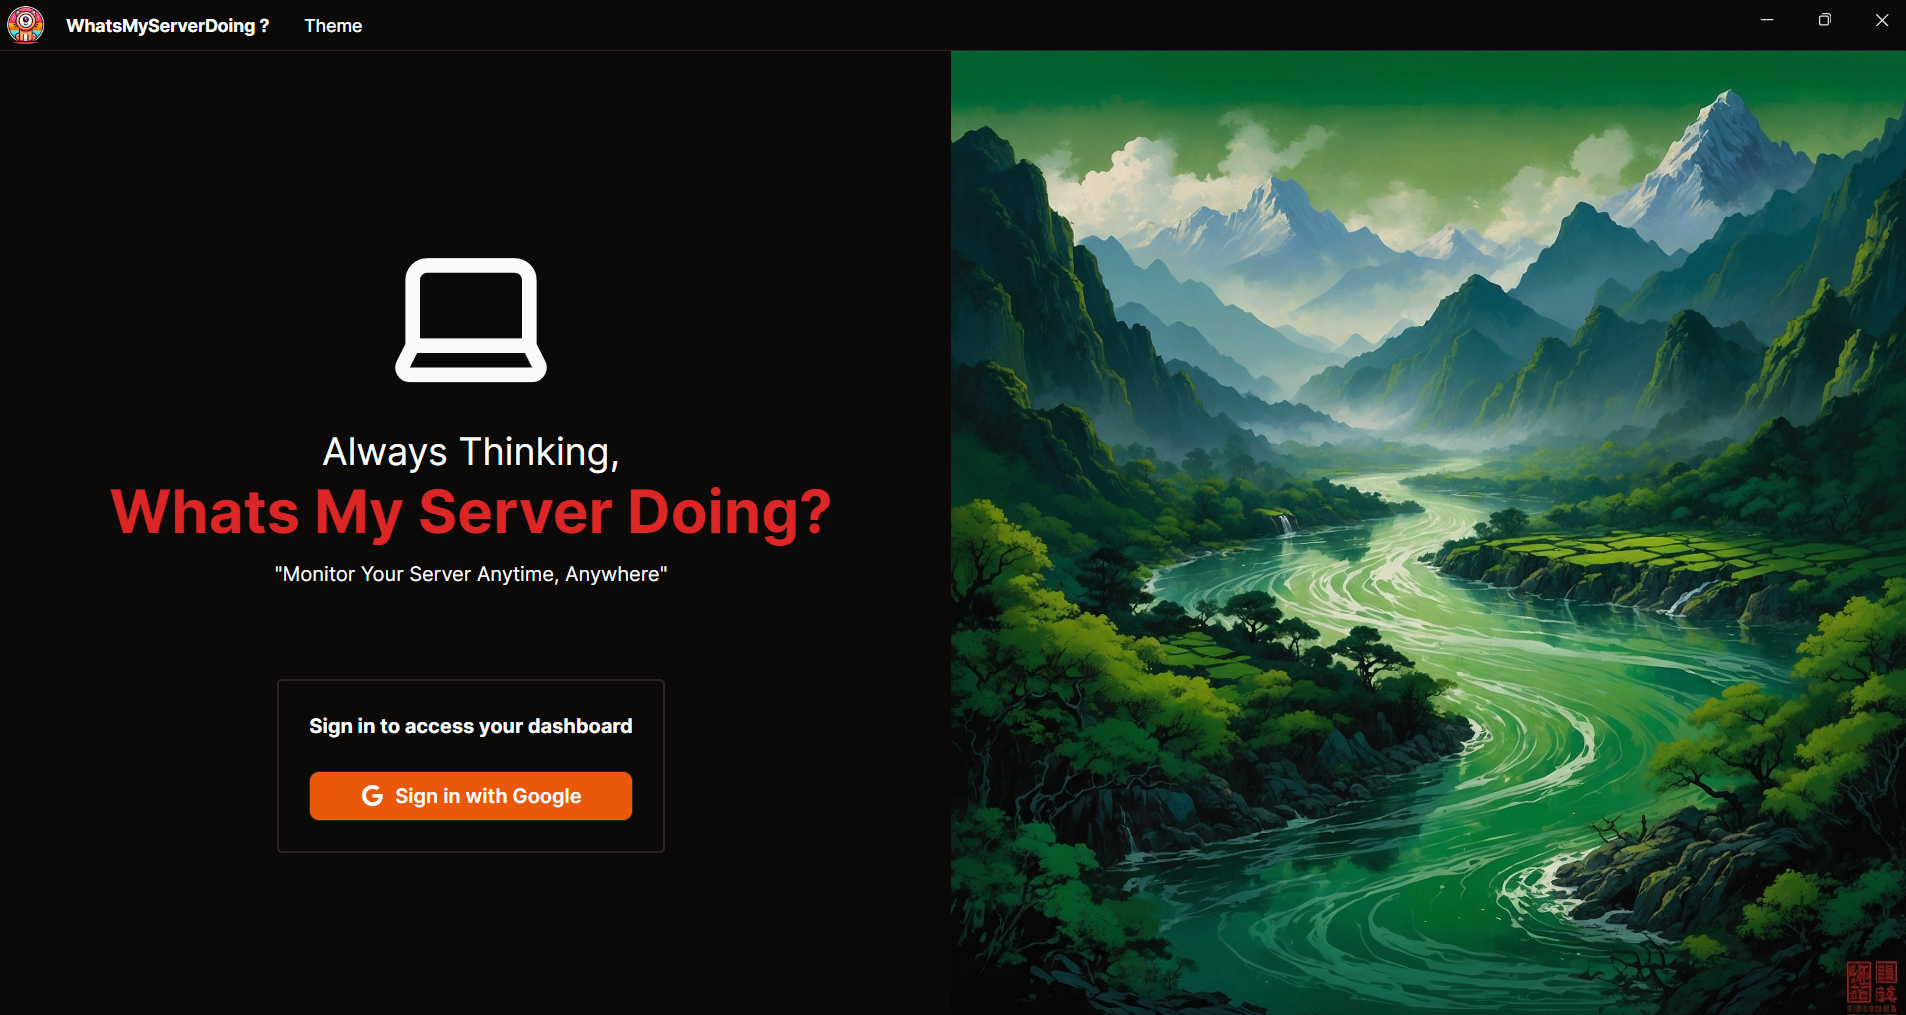 WhatsMyServerDoing ?
Theme
Always Thinking,
Whats My Server Doing?
"Monitor Your Server Anytime, Anywhere"
Sign in to access your dashboard
Sign in with Google